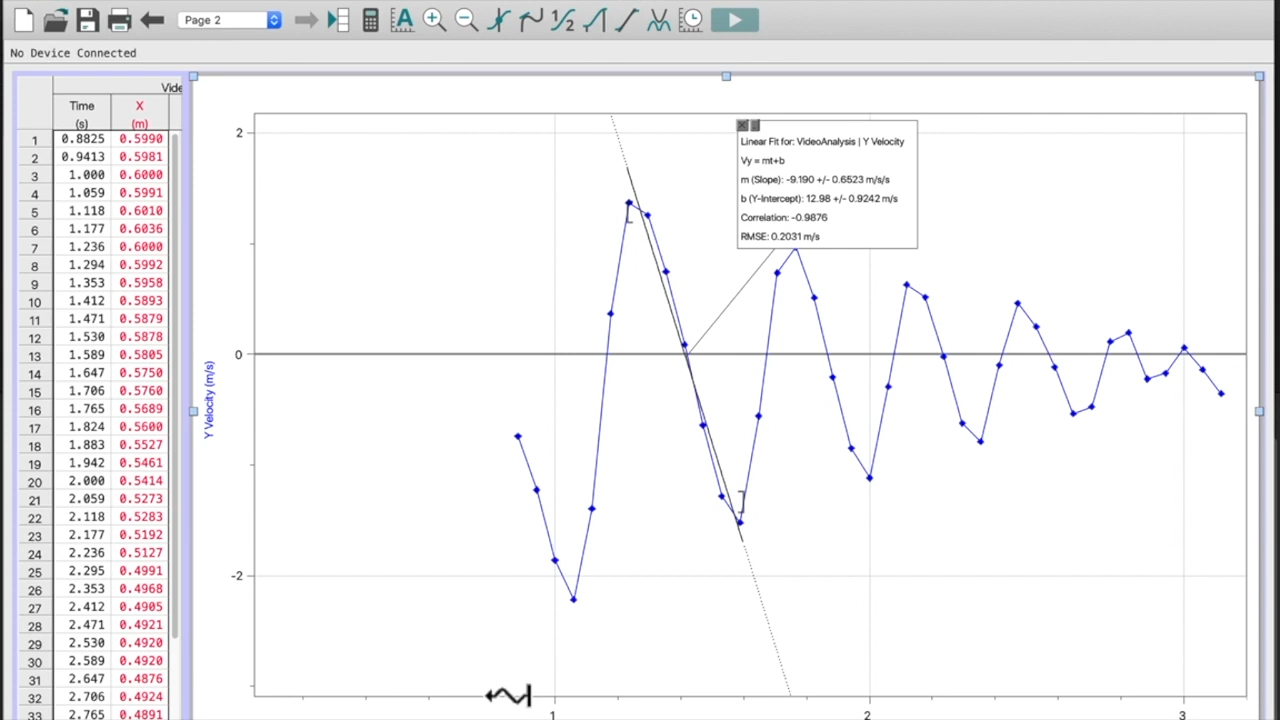 Page 2
No Device Connected
Vide
Time X
(s) (m)
1 0.8825 0.5990
2 0.9413 0.5981
3 1.000 0.6000
4 1.059 0.5991
5 1.118 0.6010
6 1.177 0.6036
7 1.236 0.6000
8 1.294 0.5992
9 1.353 0.5958
10 1.412 0.5893
11 1.471 0.5879
12 1.530 0.5878
13 1.589 0.5805
14 1.647 0.5750
15 1.706 0.5760
16 1.765 0.5689
17 1.824 0.5600
18 1.883 0.5527
19 1.942 0.5461
20 2.000 0.5414
21 2.059 0.5273
22 2.118 0.5283
23 2.177 0.5192
24 2.236 0.5127
25 2.295 0.4991
26 2.353 0.4968
27 2.412 0.4905
28 2.471 0.4921
29 2.530 0.4920
30 2.589 0.4920
31 2.647 0.4876
32 2.706 0.4924
33 2.765 0.4891
Y Velocity (m/s)
2
0
-2
Linear Fit for: VideoAnalysis | Y Velocity
Vy = mt+b
m (Slope): -9.190 +/- 0.6523 m/s/s
b (Y-Intercept): 12.98 +/- 0.9242 m/s
Correlation: -0.9876
RMSE: 0.2031 m/s
1 2 3